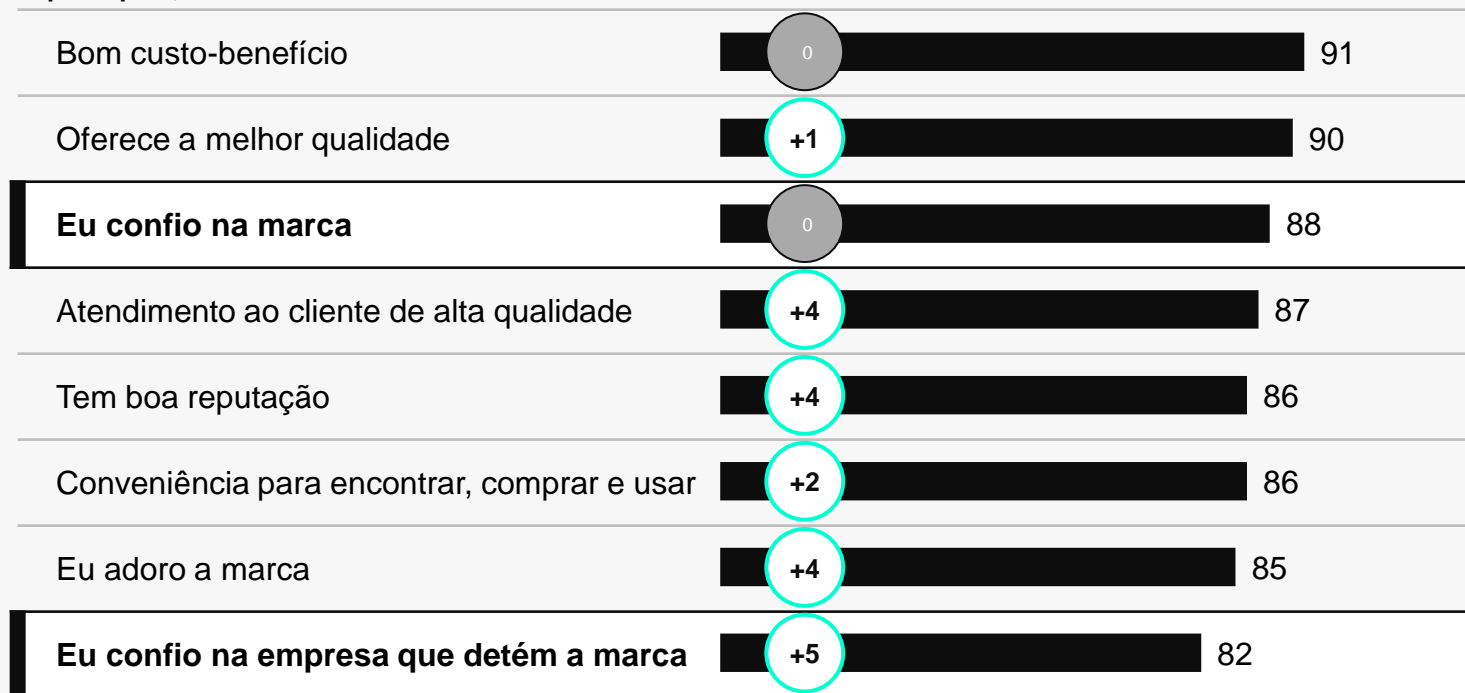 Bom custo-benefício 0 91
Oferece a melhor qualidade +1 90
Eu confio na marca 0 88
Atendimento ao cliente de alta qualidade +4 87
Tem boa reputação +4 86
Conveniência para encontrar, comprar e usar +2 86
Eu adoro a marca +4 85
Eu confio na empresa que detém a marca +5 82